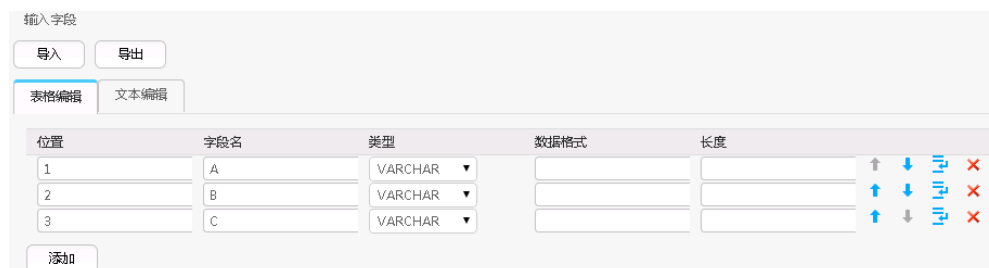 输入字段
导入 导出
表格编辑 文本编辑
位置 字段名 类型 数据格式 长度
1 A VARCHAR
2 B VARCHAR
3 C VARCHAR
添加